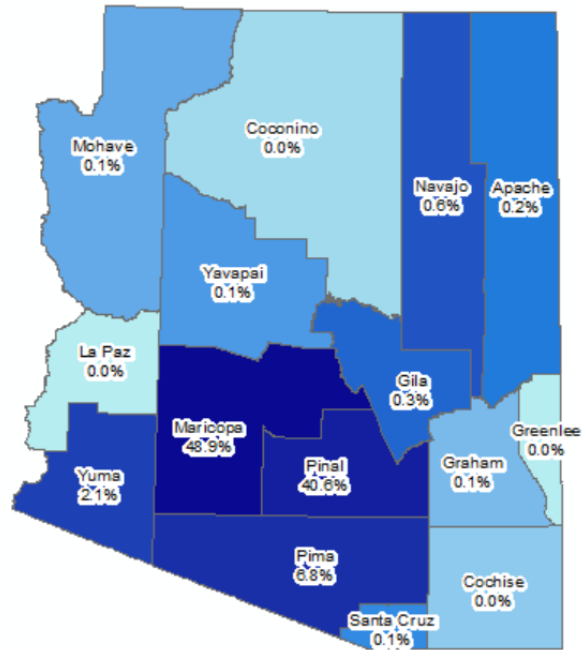 Mohave
0.1%
Coconino
0.0%
Navajo
0.6%
Apache
0.2%
Yavapai
0.1%
La Paz
0.0%
Gila
0.3%
Maricopa
48.9%
Pinal
40.6%
Greenlee
0.0%
Graham
0.1%
Yuma
2.1%
Pima
6.8%
Cochise
0.0%
Santa Cruz
0.1%